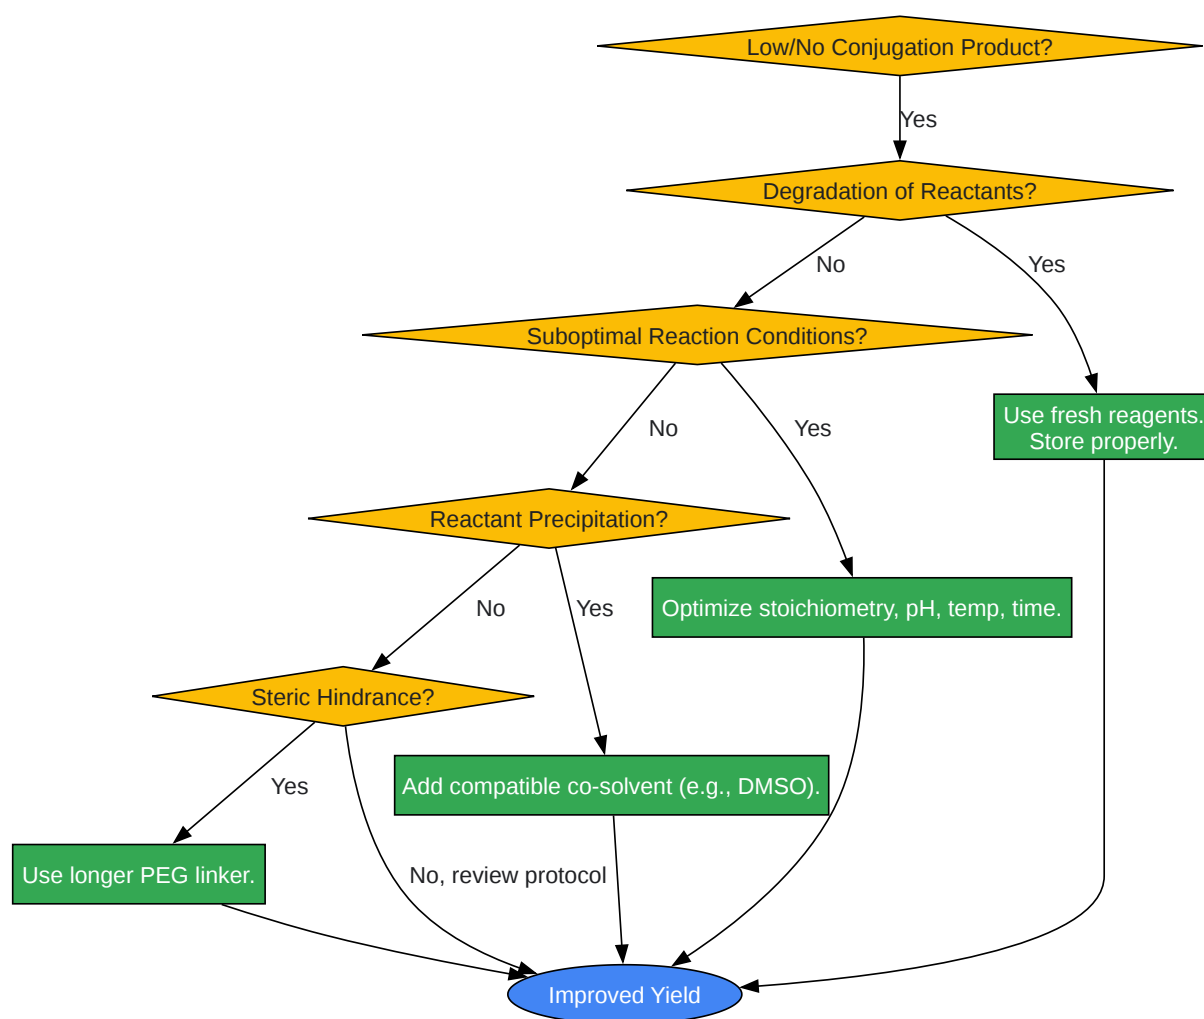 Low/No Conjugation Product?
Yes
Degradation of Reactants?
No
Yes
Suboptimal Reaction Conditions?
Use fresh reagents.
Store properly.
No
Yes
Reactant Precipitation?
Optimize stoichiometry, pH, temp, time.
No
Yes
Steric Hindrance?
Yes
Add compatible co-solvent (e.g., DMSO).
Use longer PEG linker.
No, review protocol
Improved Yield